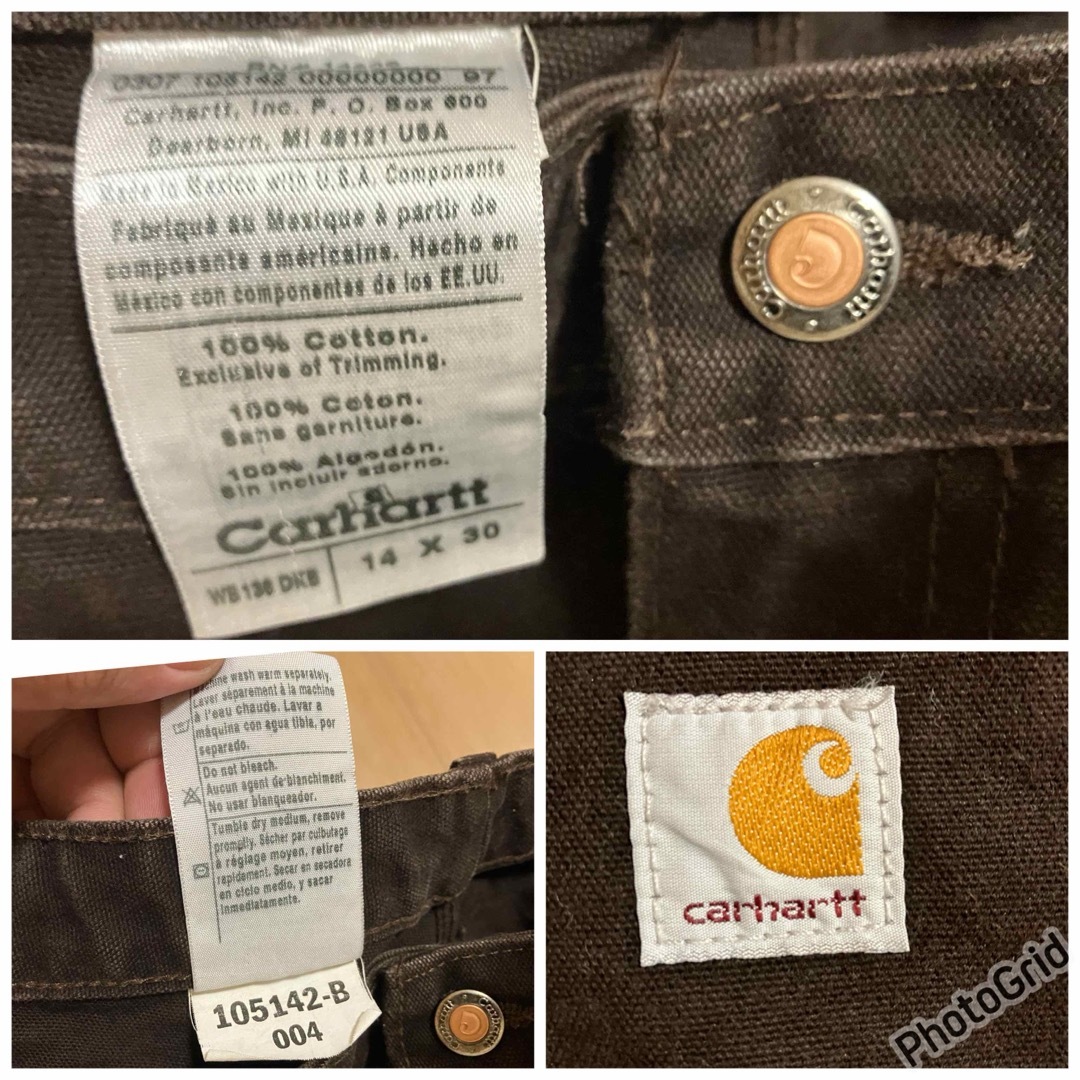 0307 105142 00000000 97
Carhartt, Inc. P. O. Box 600
Dearborn, MI 48121 USA
Made in Mexico with U.S.A. Components
Fabriqué au Mexique à partir de
composants américains. Hecho en
México con componentes de los EE.UU.
100% Cotton.
Exclusive of Trimming.
100% Coton.
Sans garniture.
100% Algodón.
Sin incluir adorno.
Carhartt
WB136 DKB
14 X 30
Carhartt Carhartt
machine wash warm separately.
Laver séparement à la machine
à l'eau chaude. Lavar a
máquina con agua tibia, por
separado.
Do not bleach.
Aucun agent de blanchiment.
No usar blanqueador.
Tumble dry medium, remove
promptly. Sécher par culbutage
à réglage moyen, retirer
rapidement. Secar en secadora
en ciclo medio, y sacar
inmediatamente.
105142-B
004
Carhartt Carhartt
carhartt
PhotoGrid